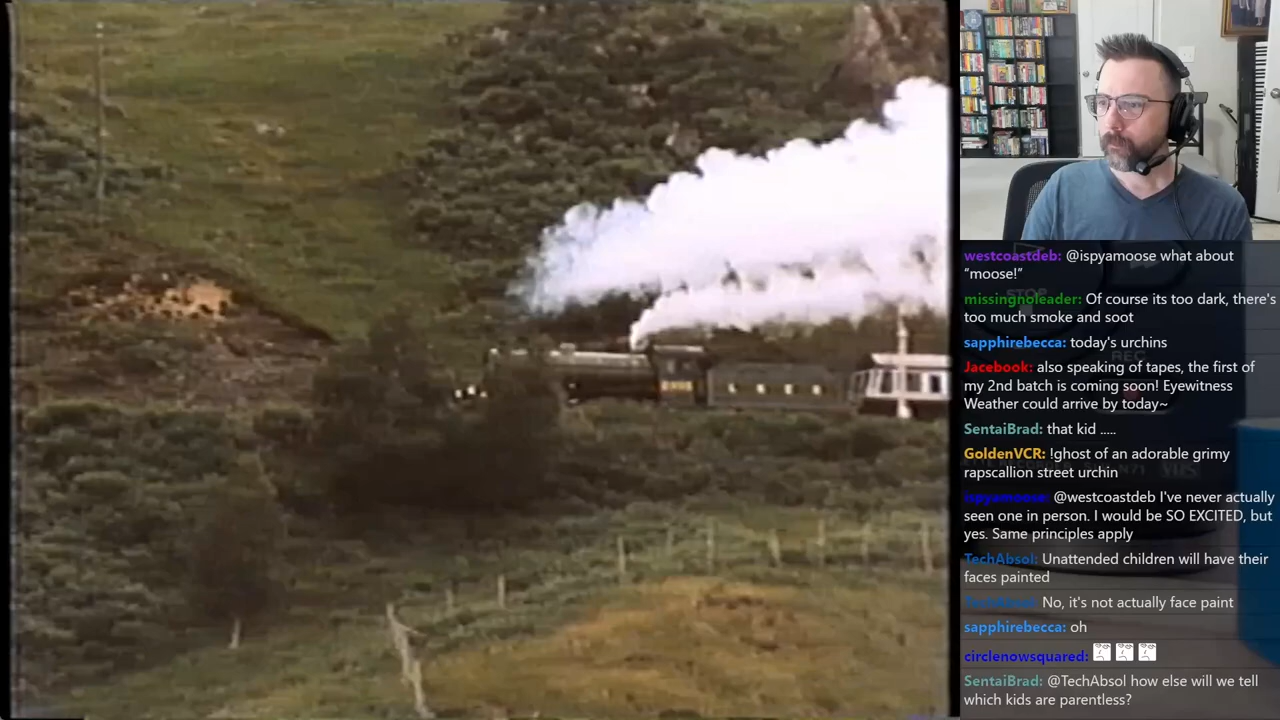 westcoastdeb: @ispyamoose what about
“moose!”
missingnoleader: Of course its too dark, there's
too much smoke and soot
sapphirebecca: today's urchins
Jacebook: also speaking of tapes, the first of
my 2nd batch is coming soon! Eyewitness
Weather could arrive by today~
SentaiBrad: that kid .....
GoldenVCR: !ghost of an adorable grimy
rapscallion street urchin
ispyamoose: @westcoastdeb I've never actually
seen one in person. I would be SO EXCITED, but
yes. Same principles apply
TechAbsol: Unattended children will have their
faces painted
TechAbsol: No, it's not actually face paint
sapphirebecca: oh
circlenowsquared:
SentaiBrad: @TechAbsol how else will we tell
which kids are parentless?
STOP
REC
VHS